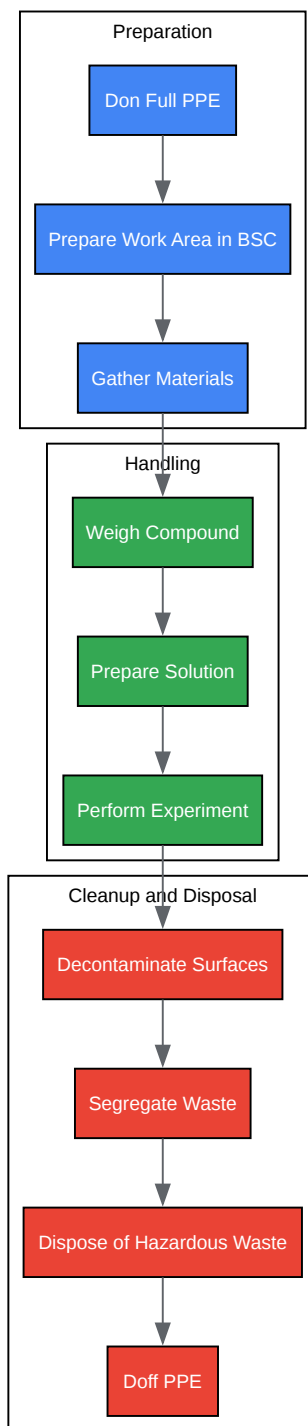 Preparation
Don Full PPE
Prepare Work Area in BSC
Gather Materials
Handling
Weigh Compound
Prepare Solution
Perform Experiment
Cleanup and Disposal
Decontaminate Surfaces
Segregate Waste
Dispose of Hazardous Waste
Doff PPE